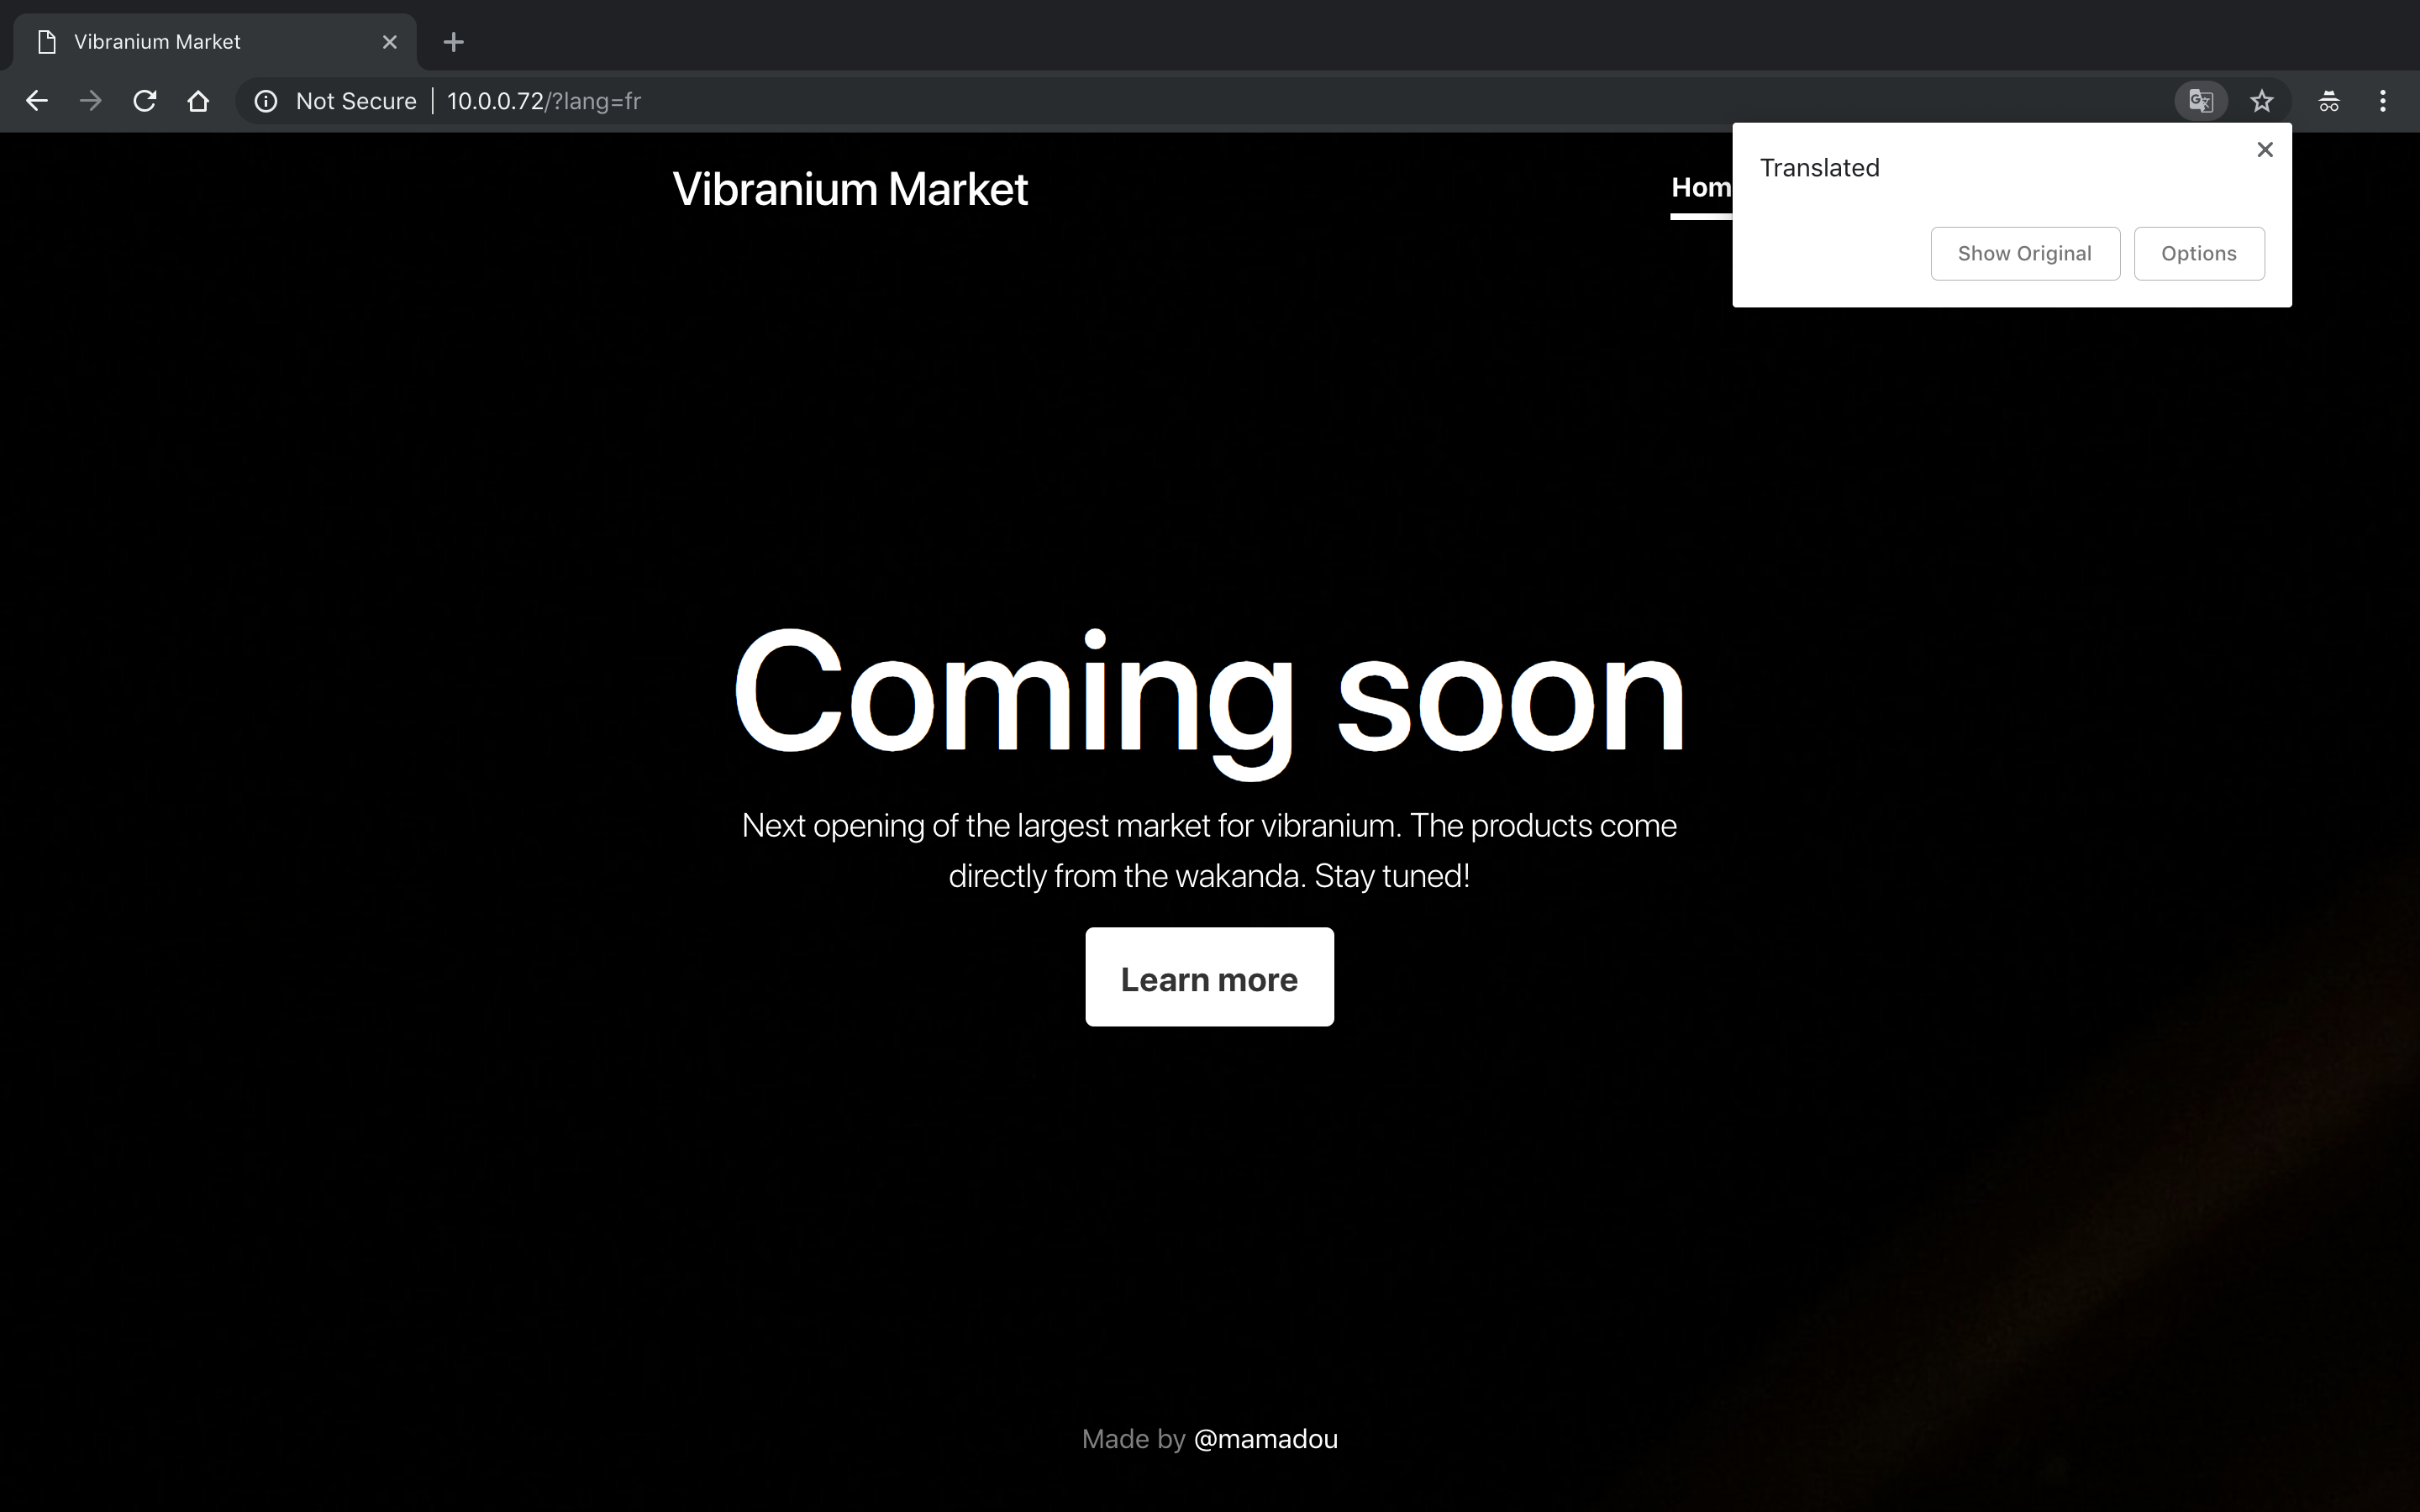 Vibranium Market
Not Secure | 10.0.0.72/?lang=fr
Translated
Show Original
Options
Vibranium Market
Hom
Coming soon
Next opening of the largest market for vibranium. The products come
directly from the wakanda. Stay tuned!
Learn more
Made by @mamadou